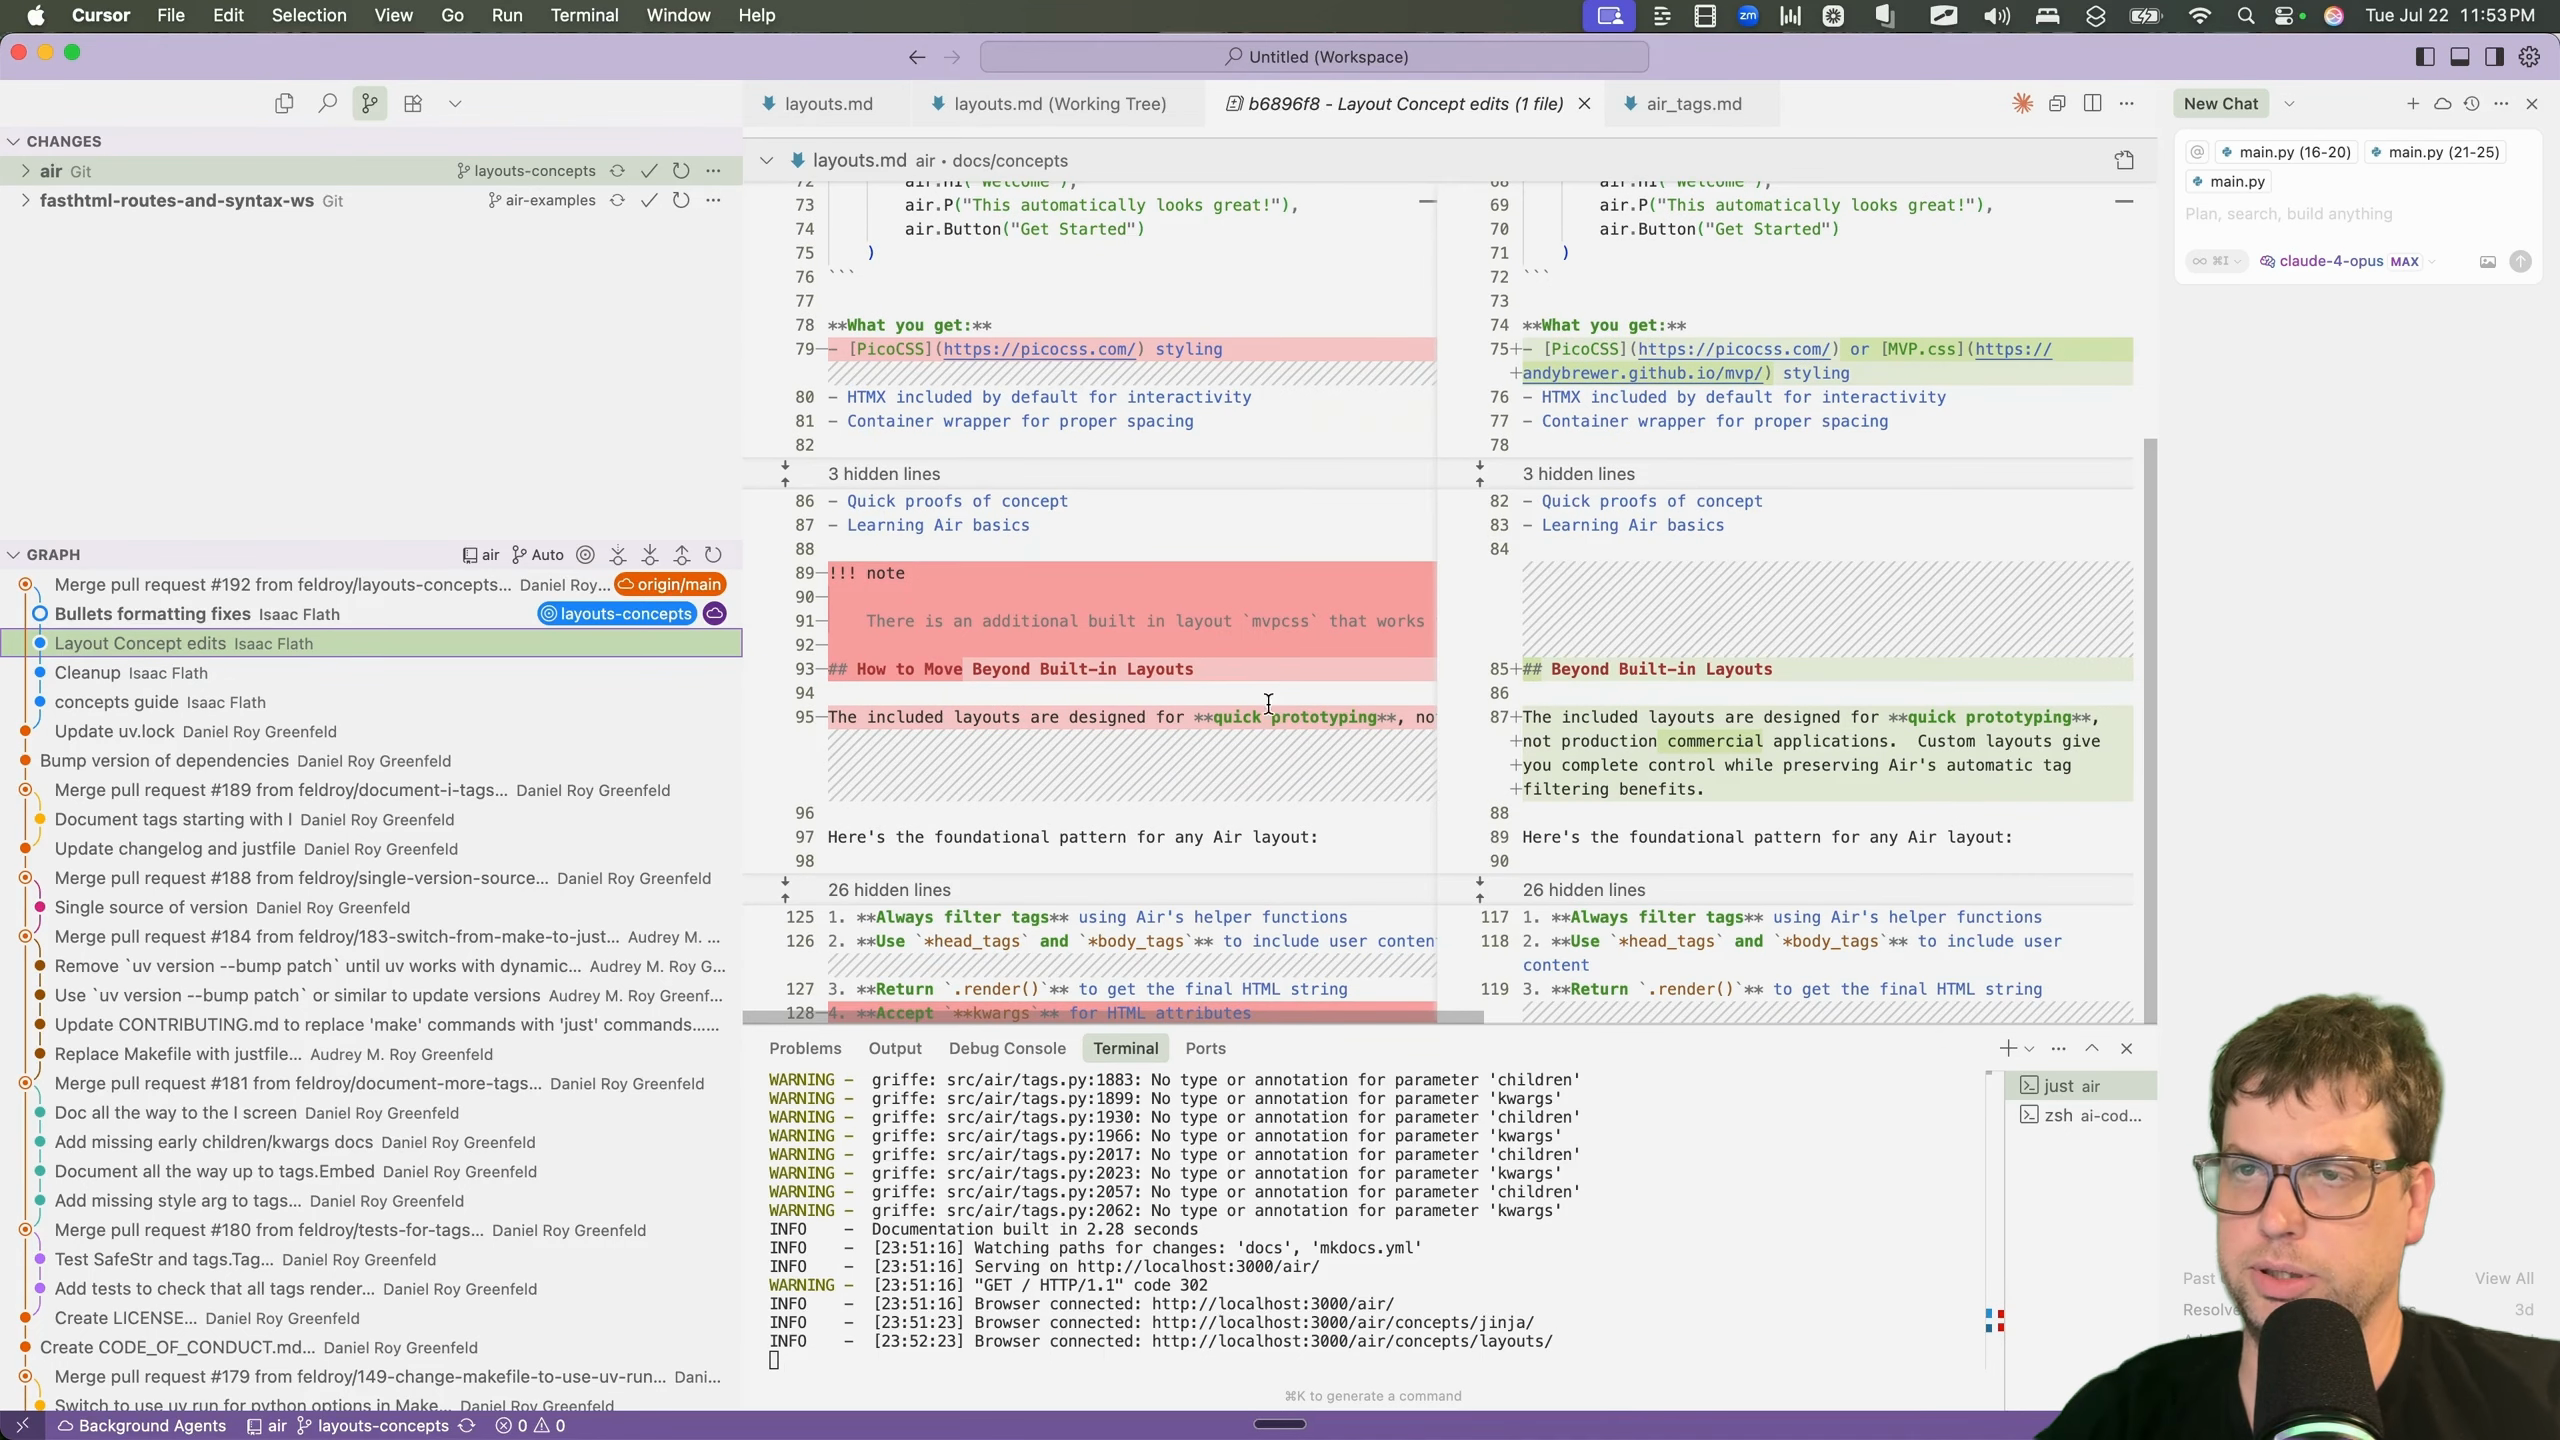 Cursor File Edit Selection View Go Run Terminal Window Help
zm
Tue Jul 22 11:53 PM
Untitled (Workspace)
CHANGES
air Git layouts-concepts
fasthtml-routes-and-syntax-ws Git air-examples
GRAPH air Auto
Merge pull request #192 from feldroy/layouts-concepts... Daniel Roy... origin/main
Bullets formatting fixes Isaac Flath layouts-concepts
Layout Concept edits Isaac Flath
Cleanup Isaac Flath
concepts guide Isaac Flath
Update uv.lock Daniel Roy Greenfeld
Bump version of dependencies Daniel Roy Greenfeld
Merge pull request #189 from feldroy/document-i-tags... Daniel Roy Greenfeld
Document tags starting with I Daniel Roy Greenfeld
Update changelog and justfile Daniel Roy Greenfeld
Merge pull request #188 from feldroy/single-version-source... Daniel Roy Greenfeld
Single source of version Daniel Roy Greenfeld
Merge pull request #184 from feldroy/183-switch-from-make-to-just... Audrey M. ...
Remove `uv version --bump patch` until uv works with dynamic... Audrey M. Roy G...
Use `uv version --bump patch` or similar to update versions Audrey M. Roy Greenf...
Update CONTRIBUTING.md to replace 'make' commands with 'just' commands......
Replace Makefile with justfile... Audrey M. Roy Greenfeld
Merge pull request #181 from feldroy/document-more-tags... Daniel Roy Greenfeld
Doc all the way to the I screen Daniel Roy Greenfeld
Add missing early children/kwargs docs Daniel Roy Greenfeld
Document all the way up to tags.Embed Daniel Roy Greenfeld
Add missing style arg to tags... Daniel Roy Greenfeld
Merge pull request #180 from feldroy/tests-for-tags... Daniel Roy Greenfeld
Test SafeStr and tags.Tag... Daniel Roy Greenfeld
Add tests to check that all tags render... Daniel Roy Greenfeld
Create LICENSE... Daniel Roy Greenfeld
Create CODE_OF_CONDUCT.md... Daniel Roy Greenfeld
Merge pull request #179 from feldroy/149-change-makefile-to-use-uv-run... Dani...
Switch to use uv run for python options in Make... Daniel Roy Greenfeld
layouts.md layouts.md (Working Tree) b6896f8 - Layout Concept edits (1 file) air_tags.md
layouts.md air • docs/concepts
72 air.H1("Welcome"),
73 air.P("This automatically looks great!"),
74 air.Button("Get Started")
75 )
76 ```
77
78 **What you get:**
79 - [PicoCSS](https://picocss.com/) styling
80 - HTMX included by default for interactivity
81 - Container wrapper for proper spacing
82
3 hidden lines
86 - Quick proofs of concept
87 - Learning Air basics
88
89 !!! note
90
91 There is an additional built in layout `mvpcss` that works
92
93 ## How to Move Beyond Built-in Layouts
94
95 The included layouts are designed for **quick prototyping**, no
96
97 Here's the foundational pattern for any Air layout:
98
26 hidden lines
125 1. **Always filter tags** using Air's helper functions
126 2. **Use `*head_tags` and `*body_tags`** to include user conten
127 3. **Return `.render()`** to get the final HTML string
128 4. **Accept `**kwargs`** for HTML attributes
68 air.H1("Welcome"),
69 air.P("This automatically looks great!"),
70 air.Button("Get Started")
71 )
72 ```
73
74 **What you get:**
75+ - [PicoCSS](https://picocss.com/) or [MVP.css](https://
+andybrewer.github.io/mvp/) styling
76 - HTMX included by default for interactivity
77 - Container wrapper for proper spacing
78
3 hidden lines
82 - Quick proofs of concept
83 - Learning Air basics
84
85+## Beyond Built-in Layouts
86
87+The included layouts are designed for **quick prototyping**,
+not production commercial applications.  Custom layouts give
+you complete control while preserving Air's automatic tag
+filtering benefits.
88
89 Here's the foundational pattern for any Air layout:
90
26 hidden lines
117 1. **Always filter tags** using Air's helper functions
118 2. **Use `*head_tags` and `*body_tags`** to include user
content
119 3. **Return `.render()`** to get the final HTML string
Problems Output Debug Console Terminal Ports
WARNING - griffe: src/air/tags.py:1883: No type or annotation for parameter 'children'
WARNING - griffe: src/air/tags.py:1899: No type or annotation for parameter 'kwargs'
WARNING - griffe: src/air/tags.py:1930: No type or annotation for parameter 'children'
WARNING - griffe: src/air/tags.py:1966: No type or annotation for parameter 'kwargs'
WARNING - griffe: src/air/tags.py:2017: No type or annotation for parameter 'children'
WARNING - griffe: src/air/tags.py:2023: No type or annotation for parameter 'kwargs'
WARNING - griffe: src/air/tags.py:2057: No type or annotation for parameter 'children'
WARNING - griffe: src/air/tags.py:2062: No type or annotation for parameter 'kwargs'
INFO - Documentation built in 2.28 seconds
INFO - [23:51:16] Watching paths for changes: 'docs', 'mkdocs.yml'
INFO - [23:51:16] Serving on http://localhost:3000/air/
WARNING - [23:51:16] "GET / HTTP/1.1" code 302
INFO - [23:51:16] Browser connected: http://localhost:3000/air/
INFO - [23:51:23] Browser connected: http://localhost:3000/air/concepts/jinja/
INFO - [23:52:23] Browser connected: http://localhost:3000/air/concepts/layouts/
⌘K to generate a command
just air
zsh ai-cod...
New Chat
@ main.py (16-20) main.py (21-25)
main.py
Plan, search, build anything
∞ ⌘I claude-4-opus MAX
Past View All
Resolve 3d
Background Agents air layouts-concepts 0 0